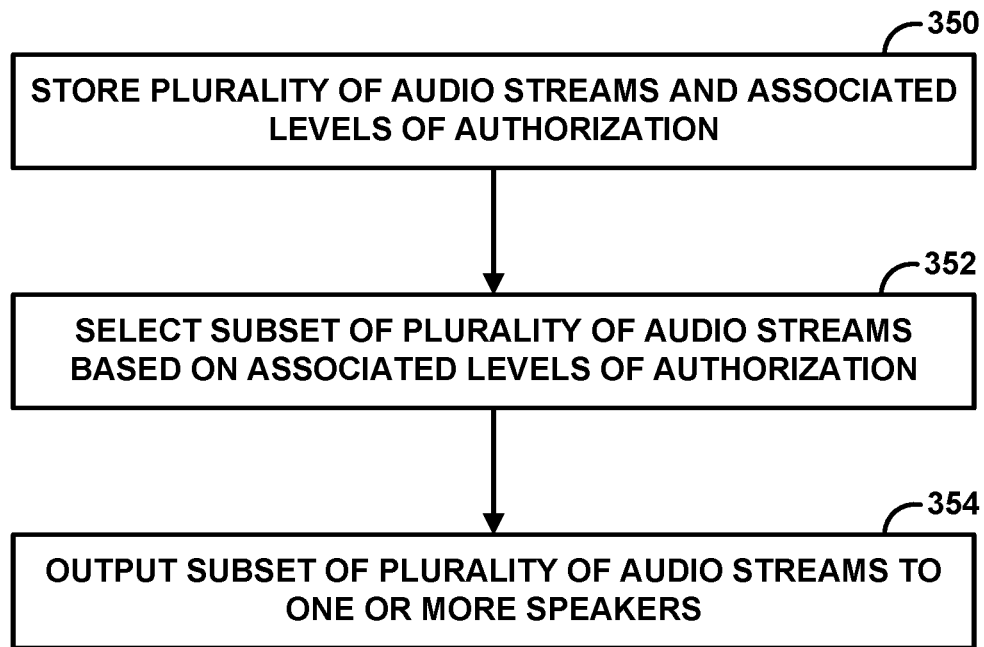 350
STORE PLURALITY OF AUDIO STREAMS AND ASSOCIATED
LEVELS OF AUTHORIZATION
352
SELECT SUBSET OF PLURALITY OF AUDIO STREAMS
BASED ON ASSOCIATED LEVELS OF AUTHORIZATION
354
OUTPUT SUBSET OF PLURALITY OF AUDIO STREAMS TO
ONE OR MORE SPEAKERS